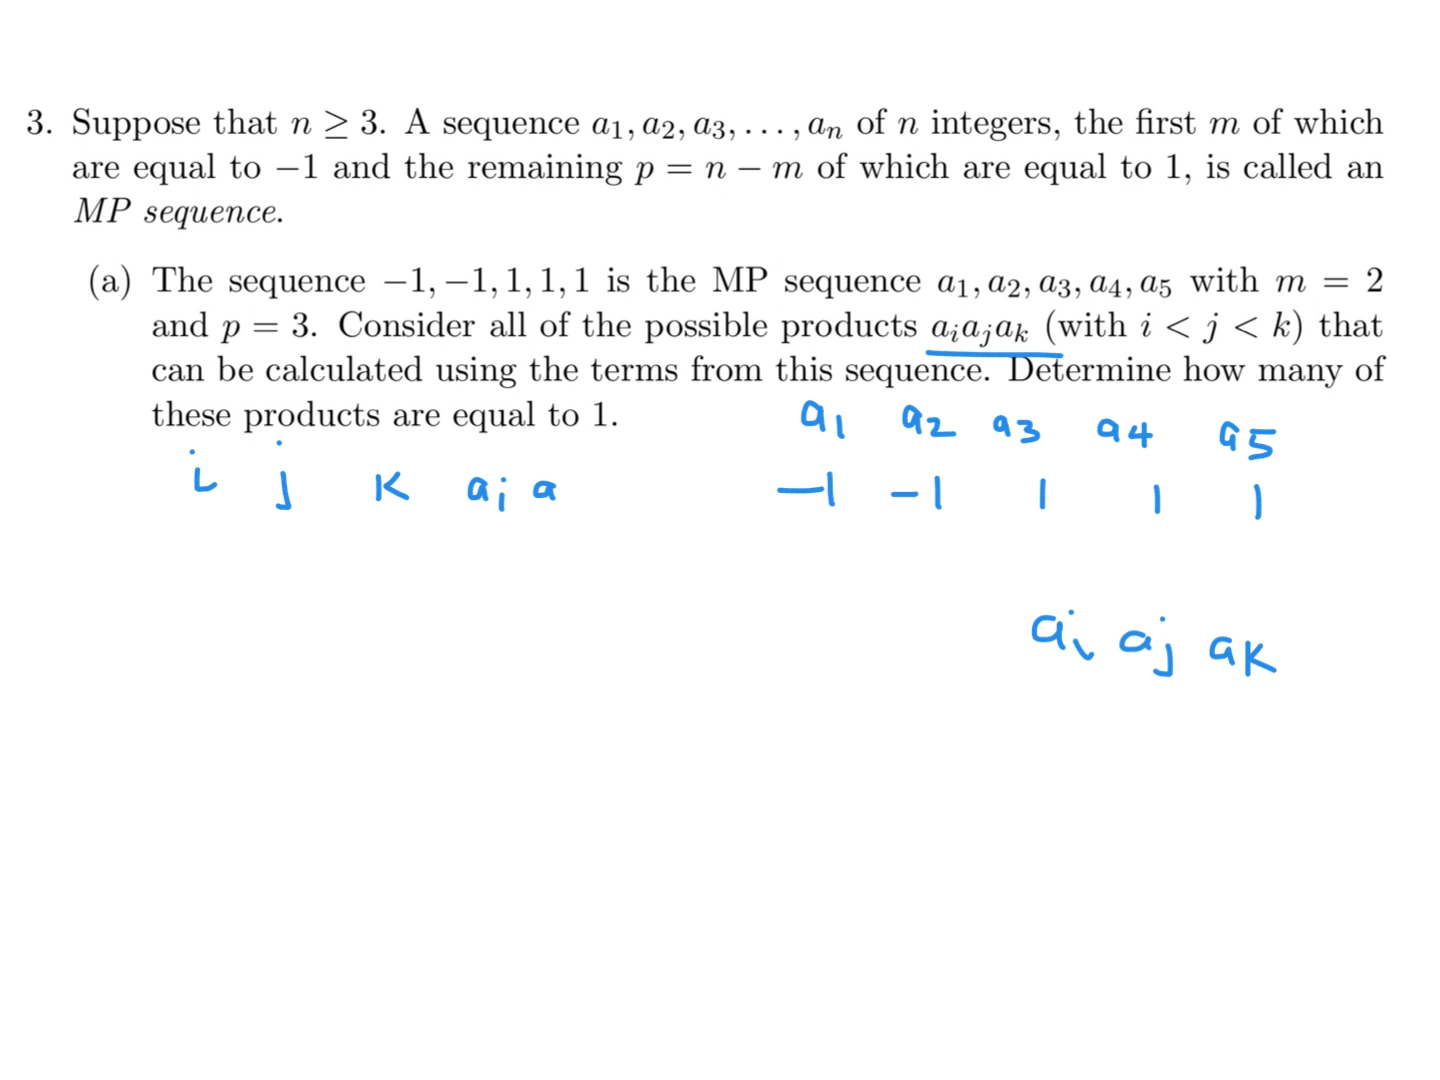 3. Suppose that n ≥ 3. A sequence a₁, a₂, a₃, . . . , aₙ of n integers, the first m of which
are equal to −1 and the remaining p = n − m of which are equal to 1, is called an
MP sequence.
(a) The sequence −1, −1, 1, 1, 1 is the MP sequence a₁, a₂, a₃, a₄, a₅ with m = 2
and p = 3. Consider all of the possible products aᵢaⱼaₖ (with i < j < k) that
can be calculated using the terms from this sequence. Determine how many of
these products are equal to 1.
a₁ a₂ a₃ a₄ a₅
i j k aᵢ a
−1 −1 1 1 1
aᵢ aⱼ aₖ